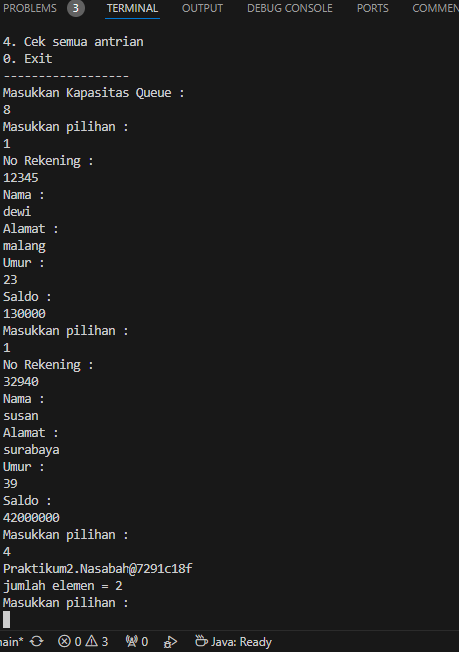 PROBLEMS 3 TERMINAL OUTPUT DEBUG CONSOLE PORTS COMMEN
4. Cek semua antrian
0. Exit
------------------
Masukkan Kapasitas Queue :
8
Masukkan pilihan :
1
No Rekening :
12345
Nama :
dewi
Alamat :
malang
Umur :
23
Saldo :
130000
Masukkan pilihan :
1
No Rekening :
32940
Nama :
susan
Alamat :
surabaya
Umur :
39
Saldo :
42000000
Masukkan pilihan :
4
Praktikum2.Nasabah@7291c18f
jumlah elemen = 2
Masukkan pilihan :
nain* 0 3 0 Java: Ready